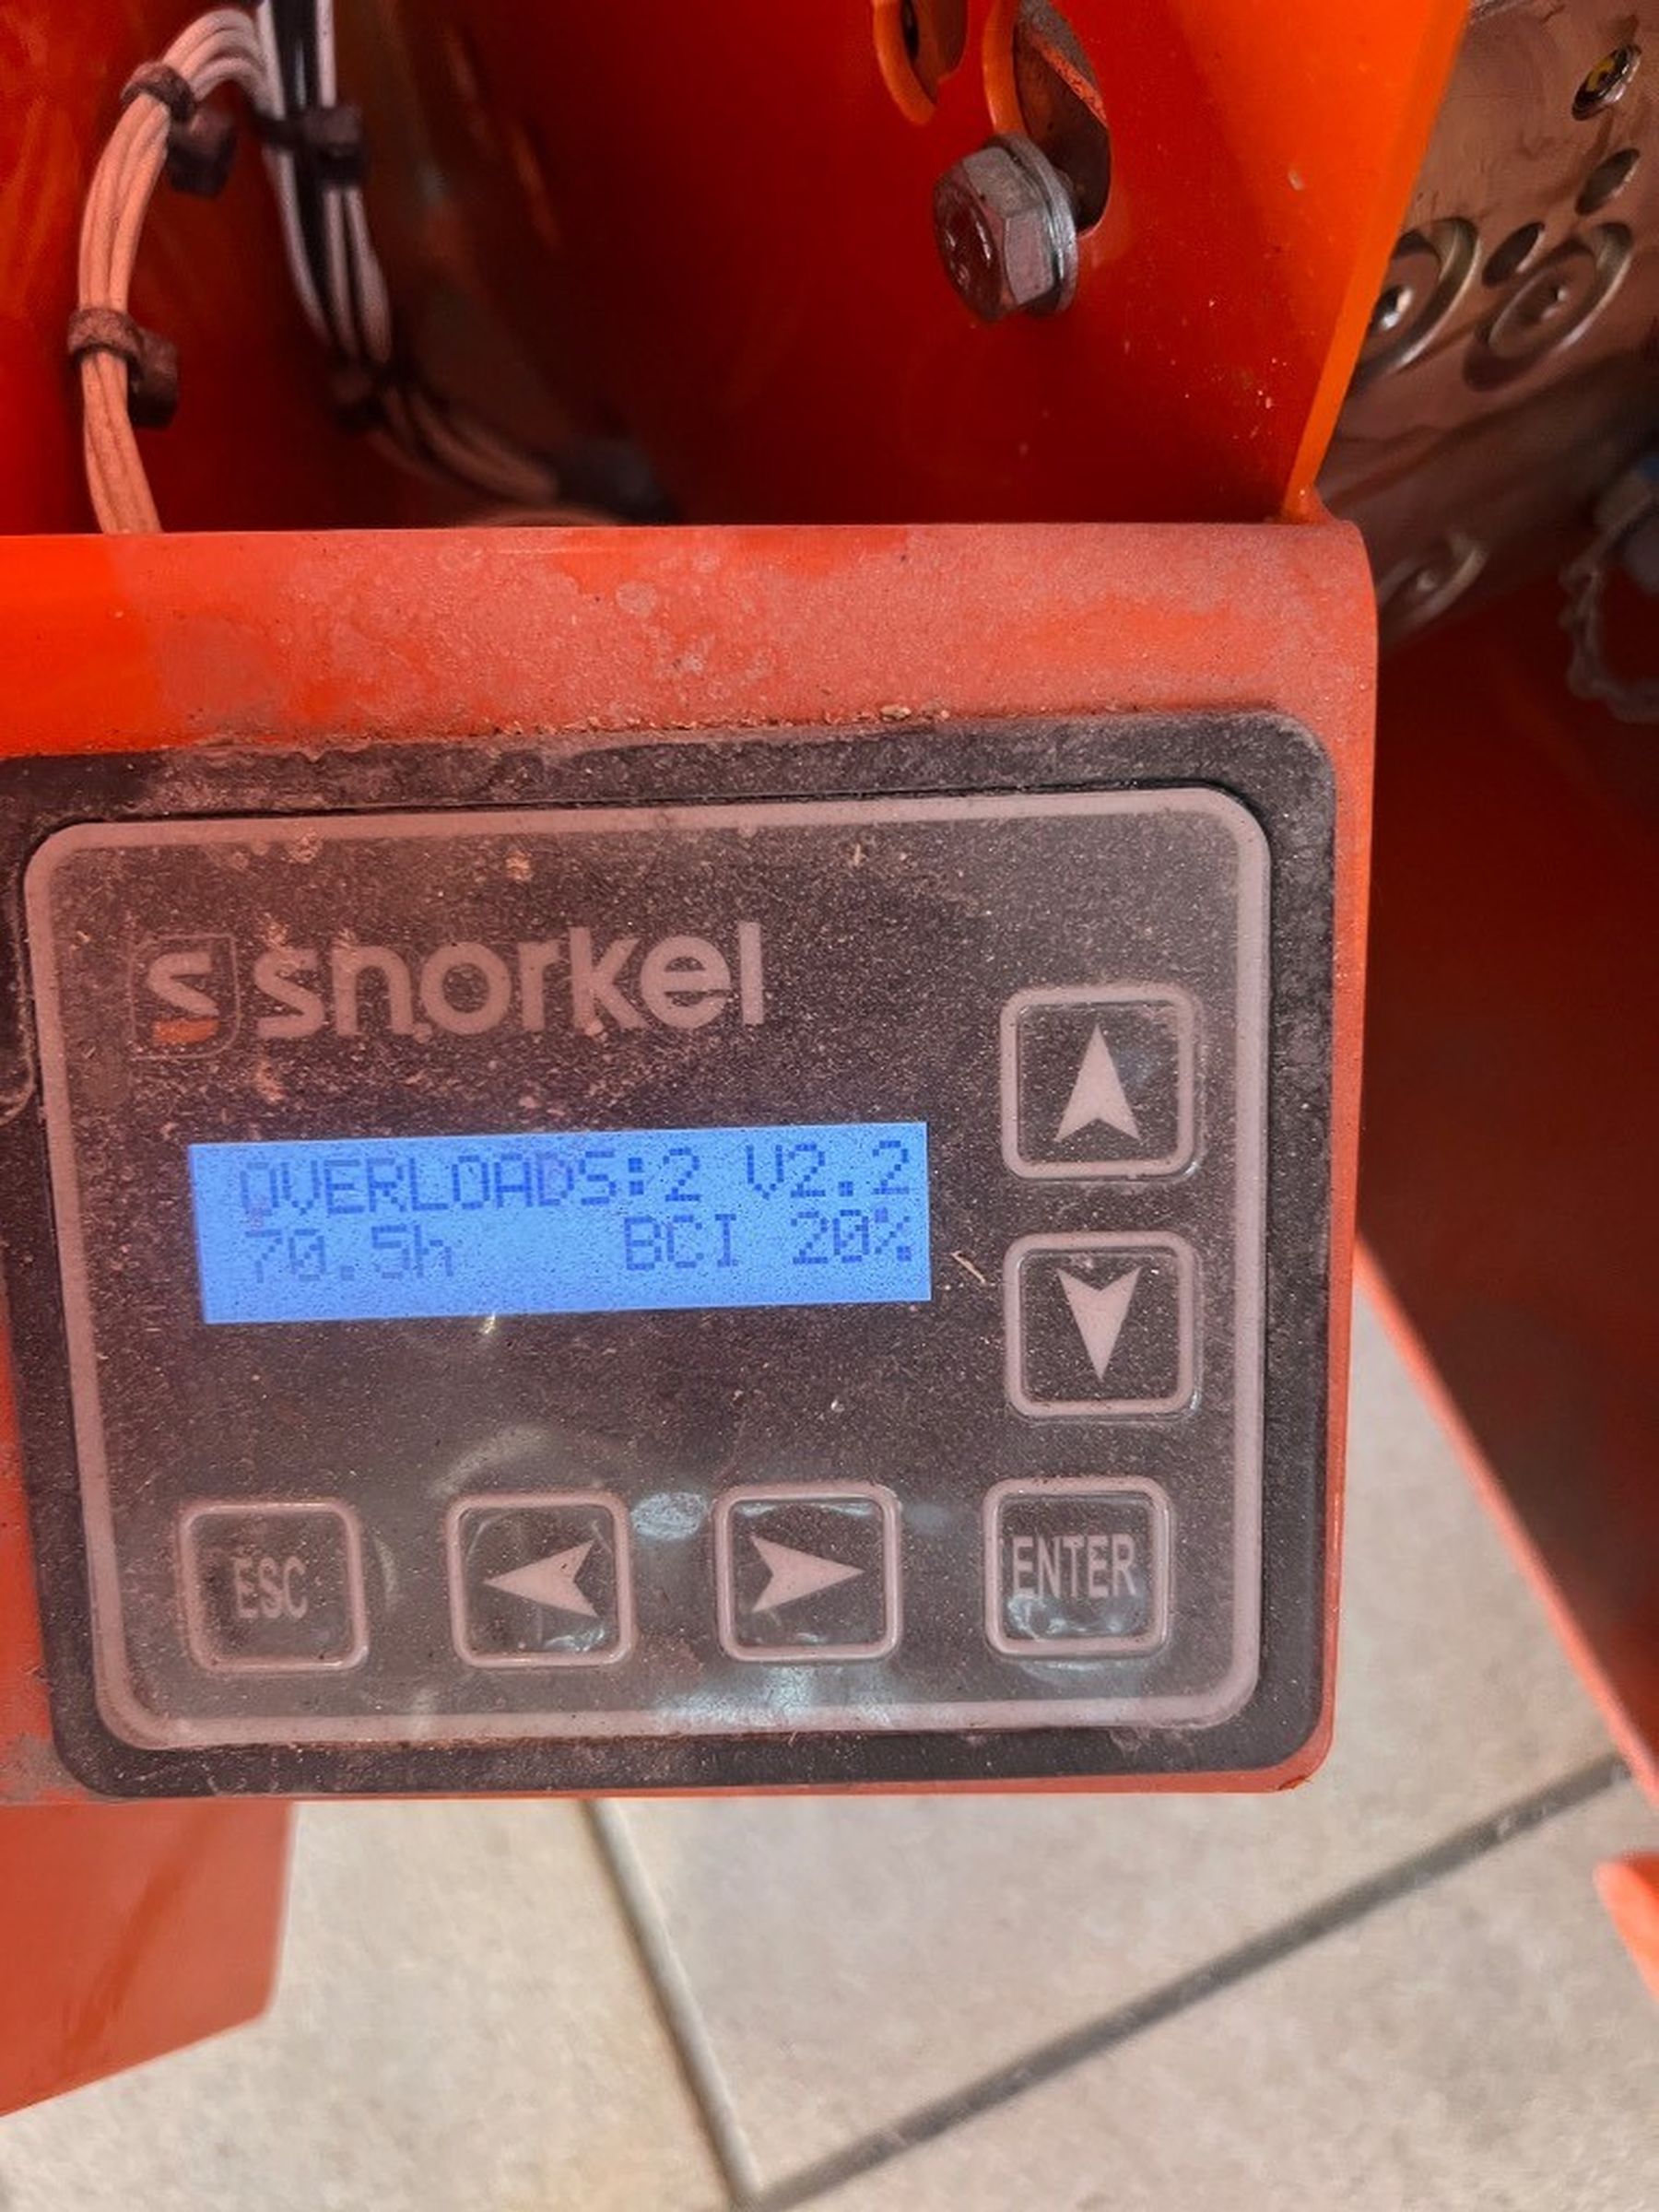 snorkel
OVERLOADS:2 V2.2
70.5h BCI 20%
ESC
ENTER